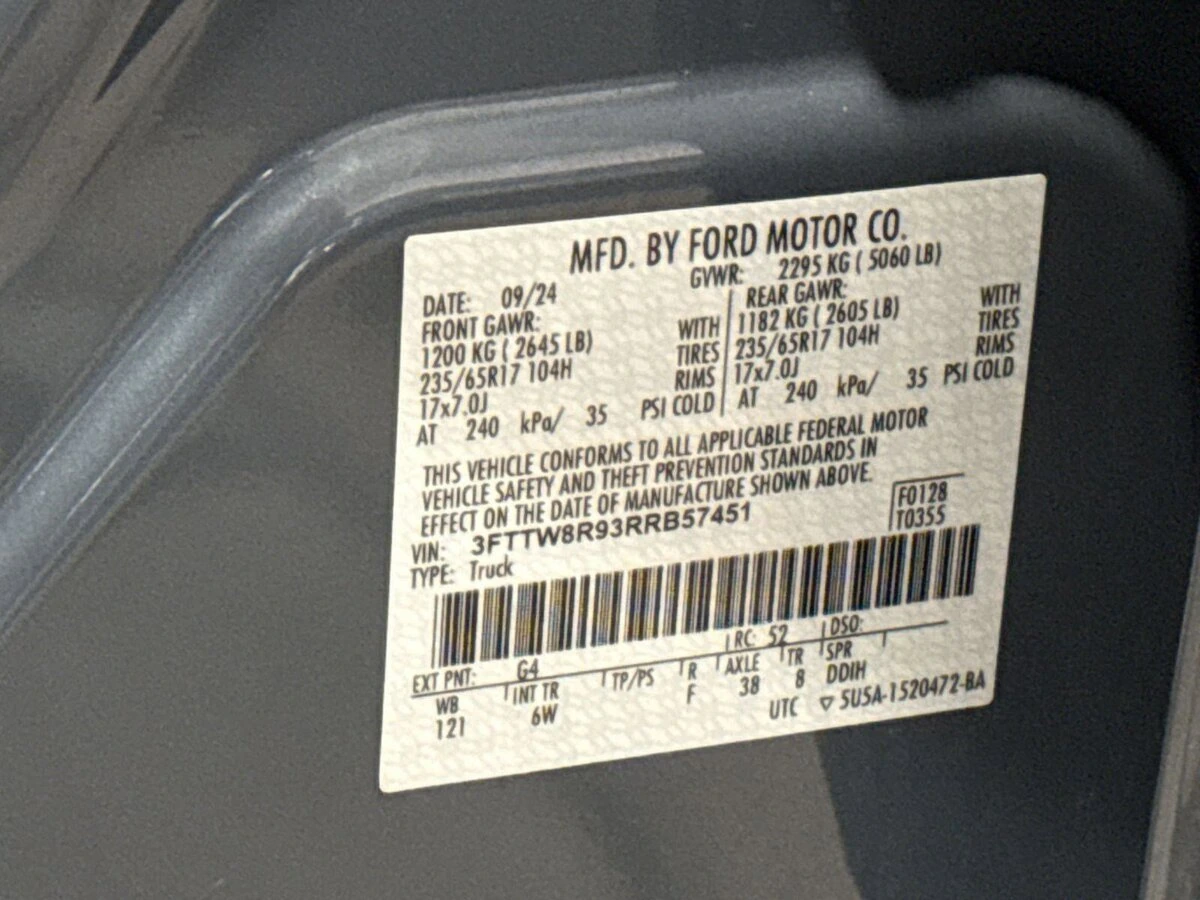 MFD. BY FORD MOTOR CO.
DATE: 09/24 GVWR: 2295 KG ( 5060 LB)
FRONT GAWR: REAR GAWR:
1200 KG ( 2645 LB) WITH 1182 KG ( 2605 LB) WITH
235/65R17 104H TIRES 235/65R17 104H TIRES
17x7.0J RIMS 17x7.0J RIMS
AT 240 kPa/ 35 PSI COLD AT 240 kPa/ 35 PSI COLD
THIS VEHICLE CONFORMS TO ALL APPLICABLE FEDERAL MOTOR
VEHICLE SAFETY AND THEFT PREVENTION STANDARDS IN
EFFECT ON THE DATE OF MANUFACTURE SHOWN ABOVE.
F0128
VIN: 3FTTW8R93RRB57451 T0355
TYPE: Truck
EXT PNT: G4 RC: 52 DSO:
WB INT TR TP/PS R AXLE TR SPR
121 6W F 38 8 DDIH
UTC ▽ 5U5A-1520472-BA